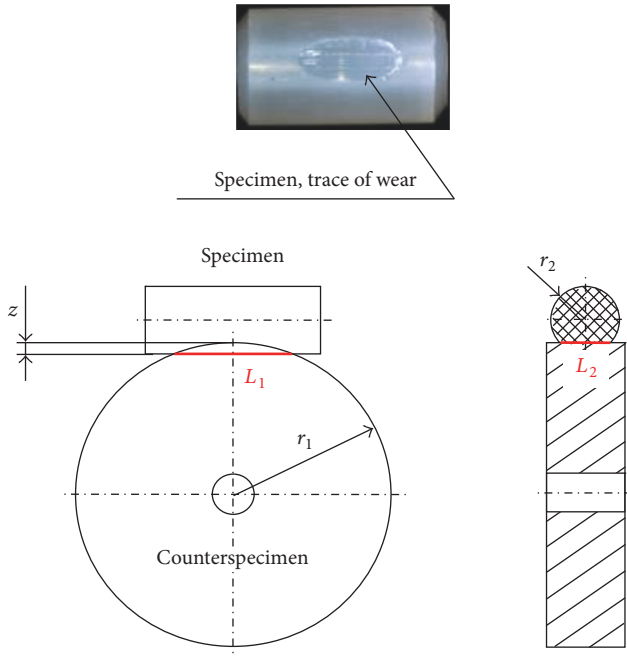 Specimen, trace of wear
Specimen
r₂
z
L₁
L₂
r₁
Counterspecimen